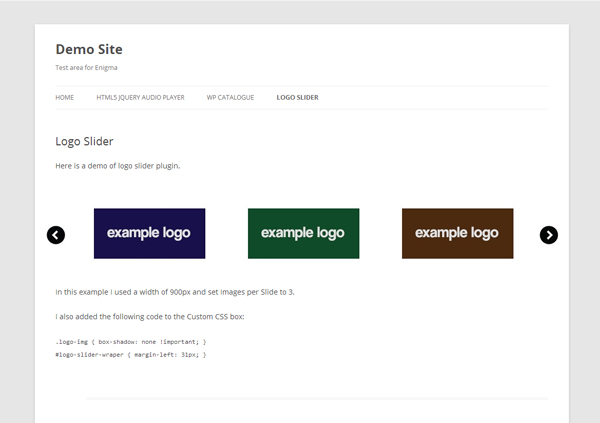 Demo Site
Test area for Enigma
HOME HTML5 JQUERY AUDIO PLAYER WP CATALOGUE LOGO SLIDER
Logo Slider
Here is a demo of logo slider plugin.
example logo example logo example logo
In this example I used a width of 900px and set images per Slide to 3.
I also added the following code to the Custom CSS box:
.logo-img { box-shadow: none !important; }
#logo-slider-wraper { margin-left: 31px; }